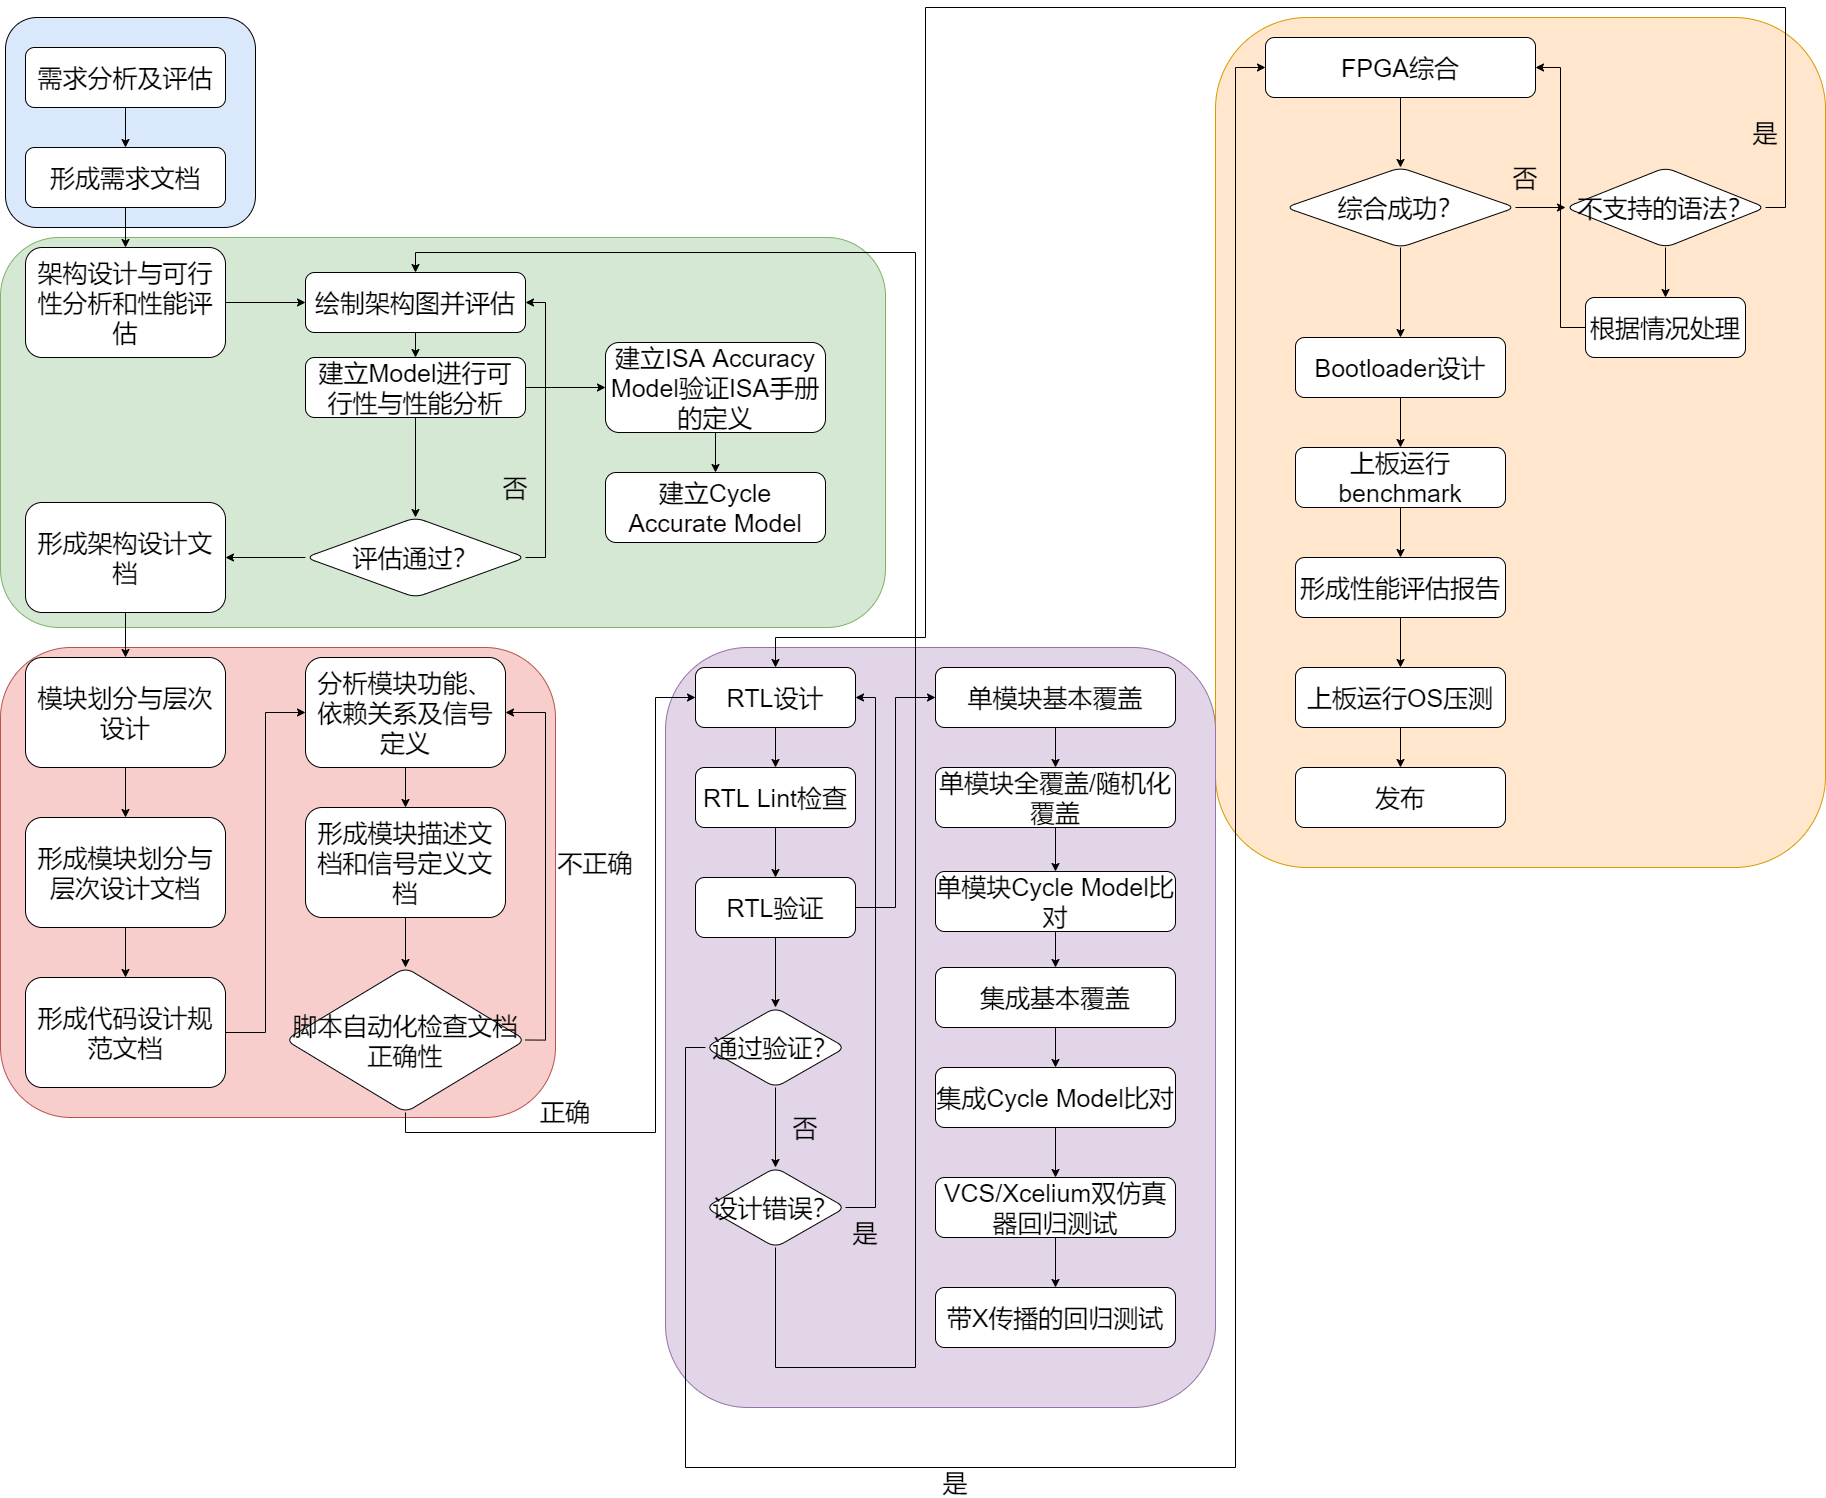 需求分析及评估
形成需求文档
架构设计与可行
性分析和性能评
估
绘制架构图并评估
建立Model进行可
行性与性能分析
建立ISA Accuracy
Model验证ISA手册
的定义
建立Cycle
Accurate Model
否
评估通过?
形成架构设计文
档
模块划分与层次
设计
形成模块划分与
层次设计文档
形成代码设计规
范文档
分析模块功能、
依赖关系及信号
定义
形成模块描述文
档和信号定义文
档
脚本自动化检查文档
正确性
不正确
正确
RTL设计
RTL Lint检查
RTL验证
通过验证?
否
设计错误?
是
单模块基本覆盖
单模块全覆盖/随机化
覆盖
单模块Cycle Model比
对
集成基本覆盖
集成Cycle Model比对
VCS/Xcelium双仿真
器回归测试
带X传播的回归测试
是
FPGA综合
综合成功?
否
不支持的语法?
是
根据情况处理
Bootloader设计
上板运行
benchmark
形成性能评估报告
上板运行OS压测
发布